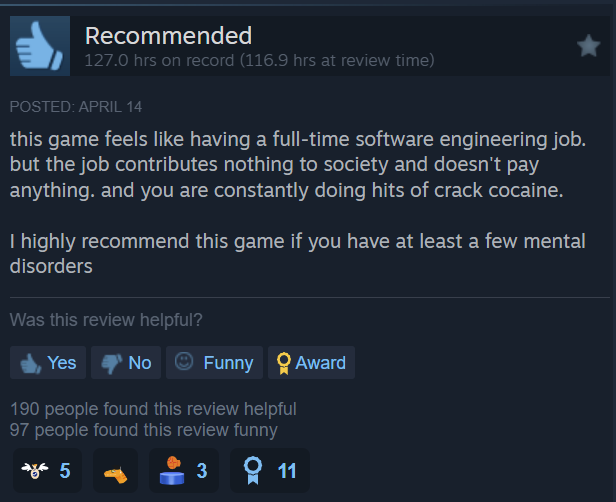 Recommended
127.0 hrs on record (116.9 hrs at review time)
POSTED: APRIL 14
this game feels like having a full-time software engineering job.
but the job contributes nothing to society and doesn't pay
anything. and you are constantly doing hits of crack cocaine.
I highly recommend this game if you have at least a few mental
disorders
Was this review helpful?
Yes No Funny Award
190 people found this review helpful
97 people found this review funny
5 3 11